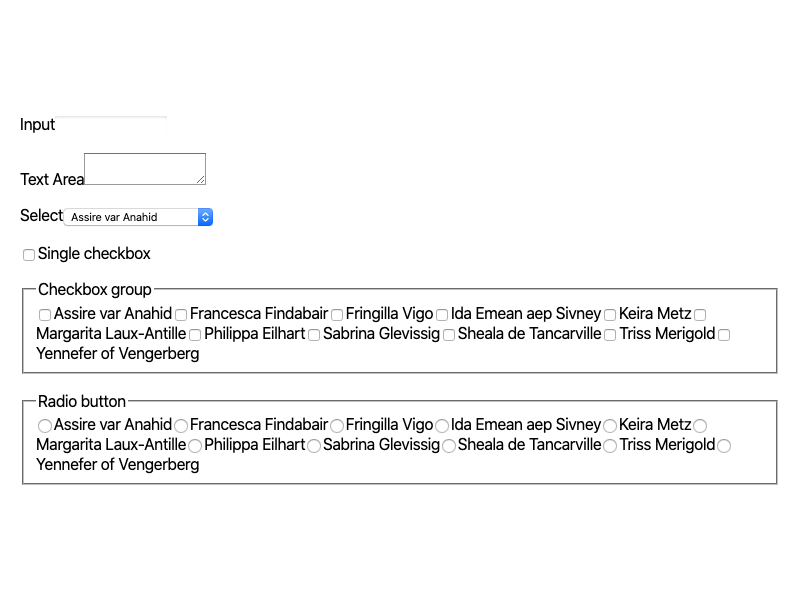 Input
Text Area
Select Assire var Anahid
Single checkbox
Checkbox group
Assire var Anahid Francesca Findabair Fringilla Vigo Ida Emean aep Sivney Keira Metz
Margarita Laux-Antille Philippa Eilhart Sabrina Glevissig Sheala de Tancarville Triss Merigold
Yennefer of Vengerberg
Radio button
Assire var Anahid Francesca Findabair Fringilla Vigo Ida Emean aep Sivney Keira Metz
Margarita Laux-Antille Philippa Eilhart Sabrina Glevissig Sheala de Tancarville Triss Merigold
Yennefer of Vengerberg